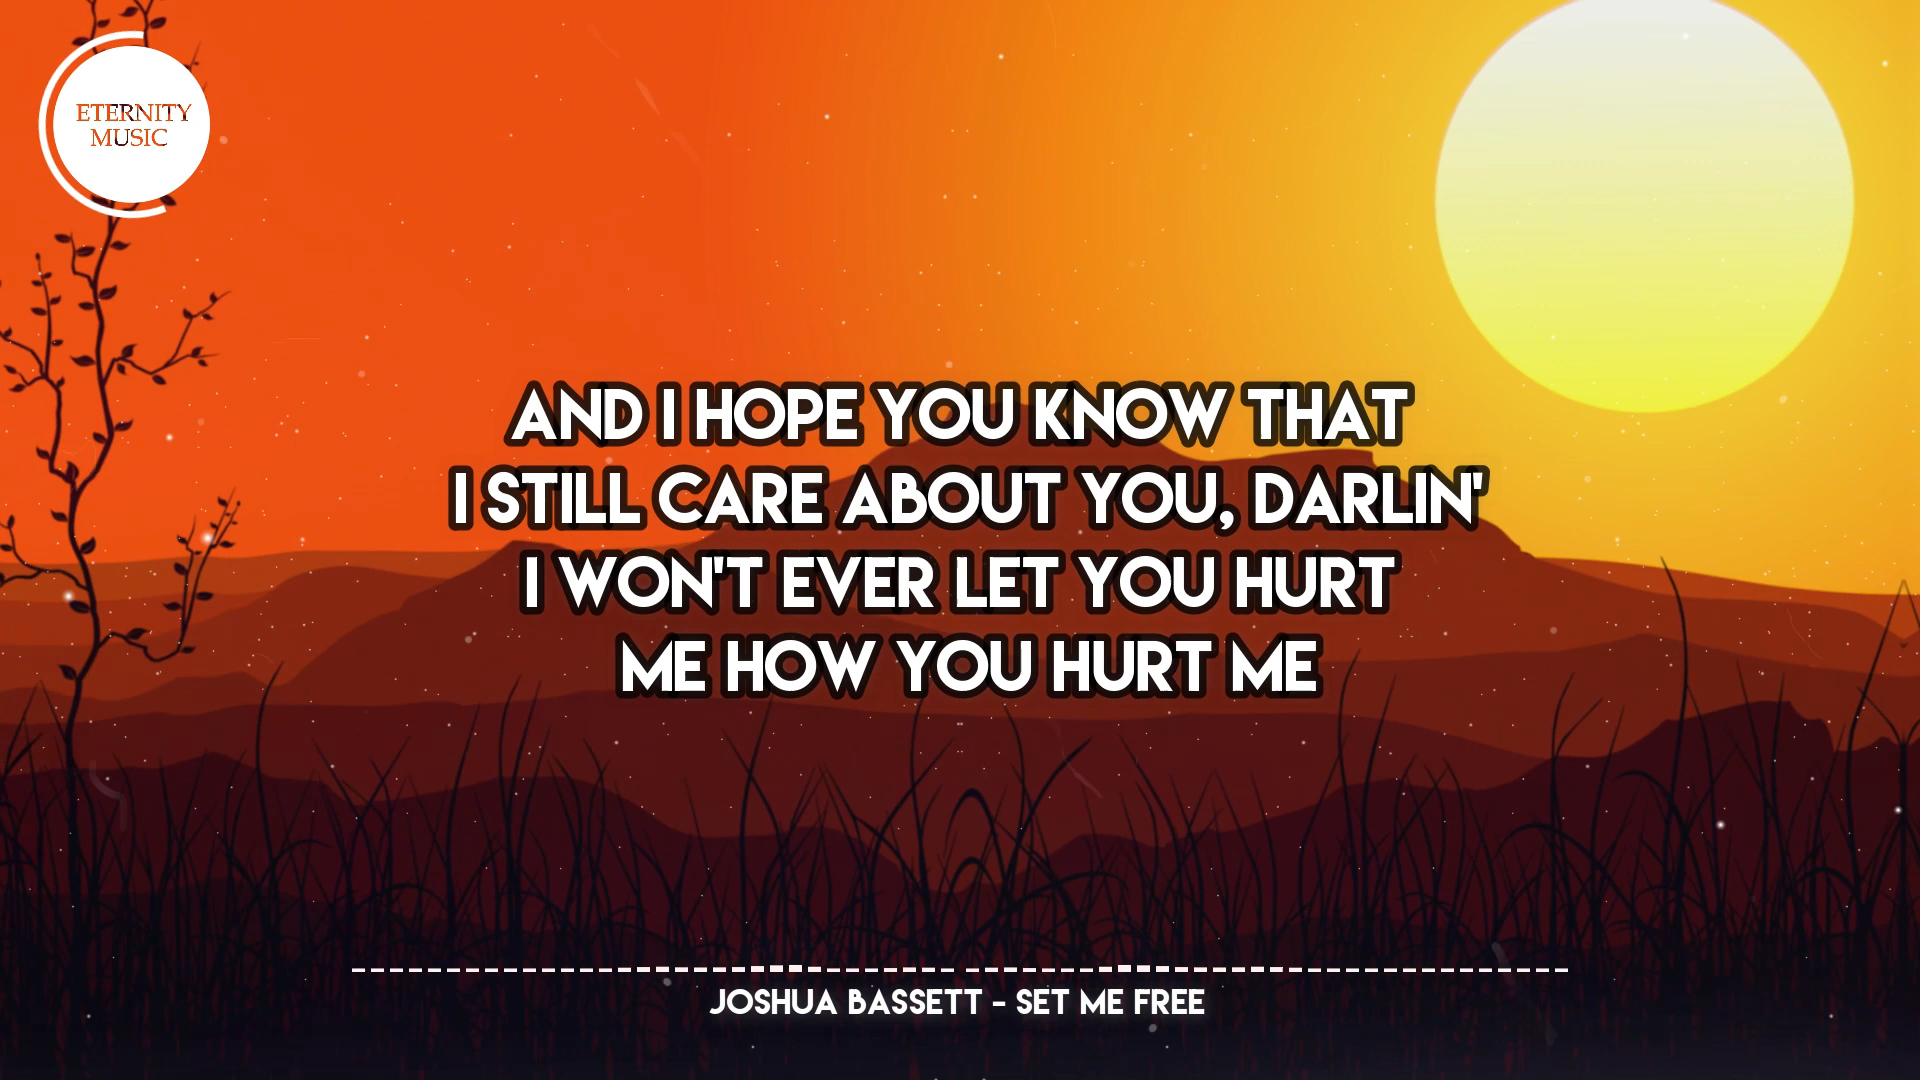 ETERNITY
MUSIC
AND I HOPE YOU KNOW THAT
I STILL CARE ABOUT YOU, DARLIN'
I WON'T EVER LET YOU HURT
ME HOW YOU HURT ME
JOSHUA BASSETT - SET ME FREE